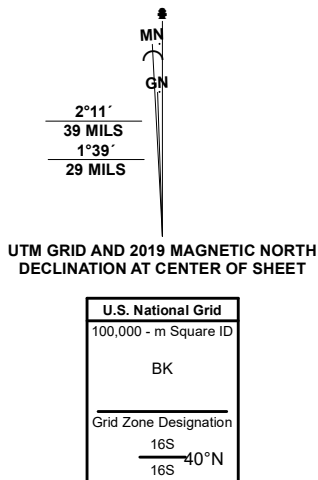 MN
GN
2°11´
39 MILS
1°39´
29 MILS
UTM GRID AND 2019 MAGNETIC NORTH
DECLINATION AT CENTER OF SHEET
U.S. National Grid
100,000 - m Square ID
BK
Grid Zone Designation
16S
40°N
16S